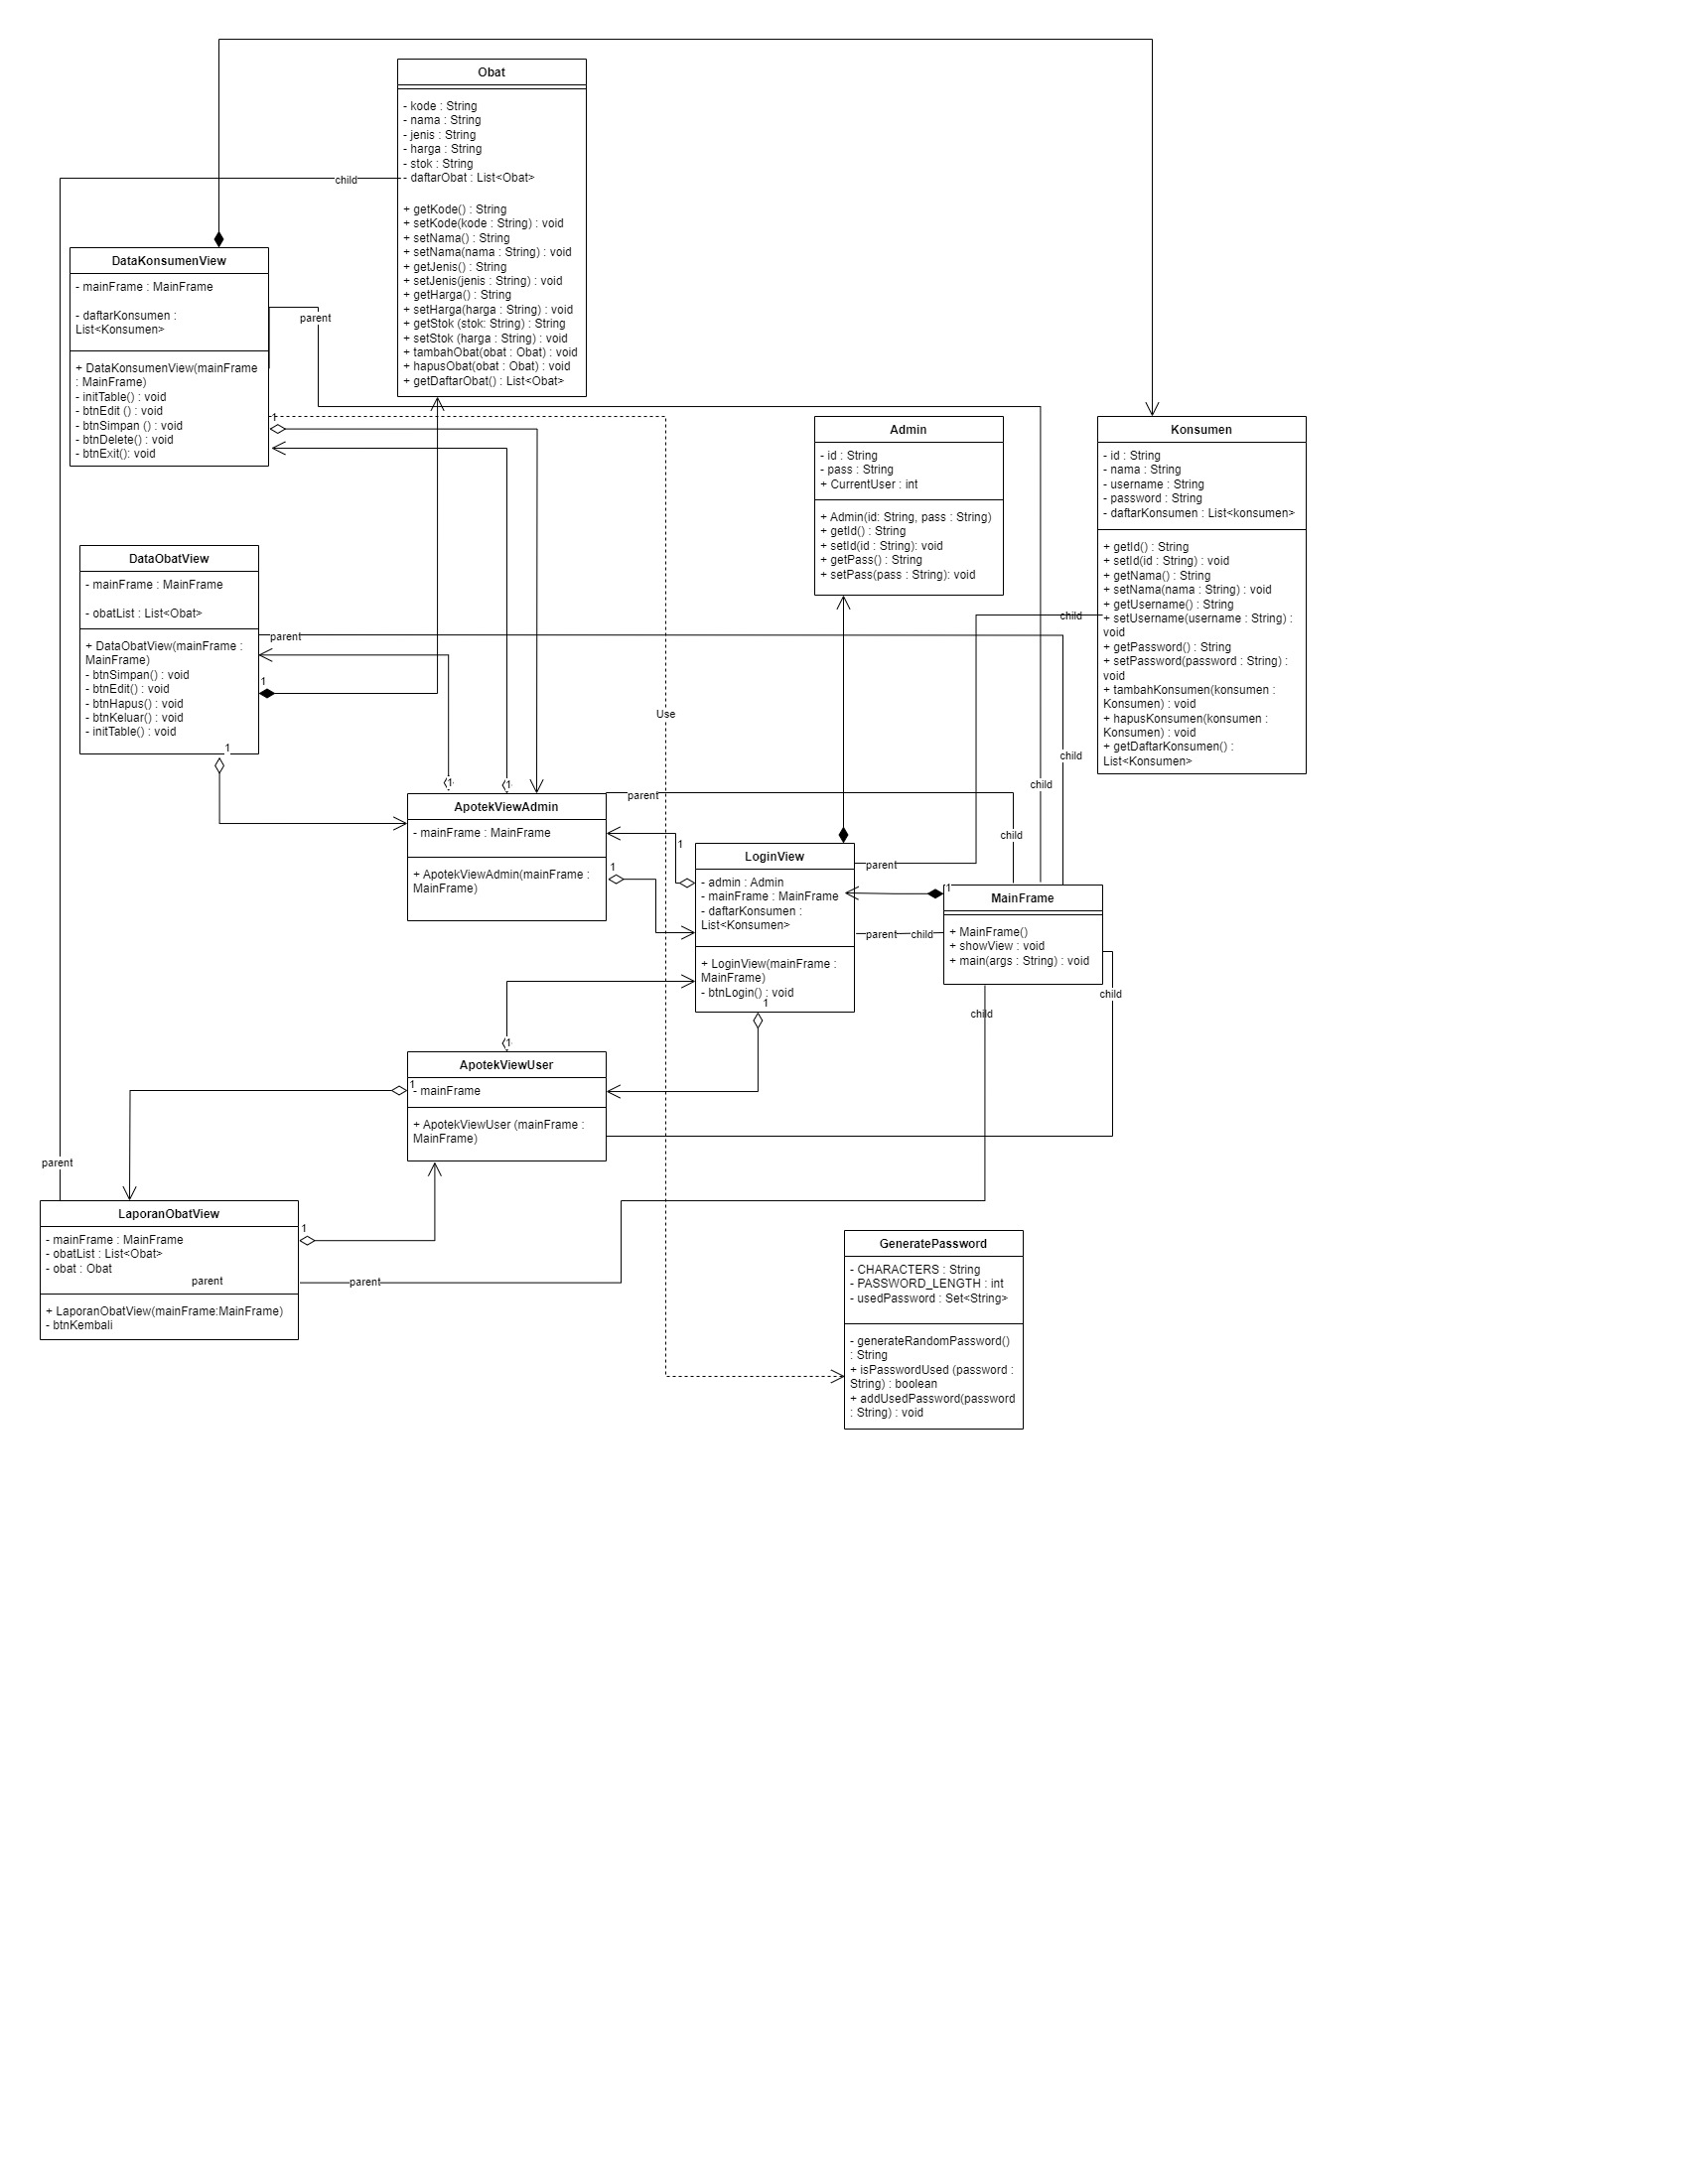 Obat
- kode : String
- nama : String
- jenis : String
- harga : String
- stok : String
- daftarObat : List<Obat>
+ getKode() : String
+ setKode(kode : String) : void
+ setNama() : String
+ setNama(nama : String) : void
+ getJenis() : String
+ setJenis(jenis : String) : void
+ getHarga() : String
+ setHarga(harga : String) : void
+ getStok (stok: String) : String
+ setStok (harga : String) : void
+ tambahObat(obat : Obat) : void
+ hapusObat(obat : Obat) : void
+ getDaftarObat() : List<Obat>
child
DataKonsumenView
- mainFrame : MainFrame
- daftarKonsumen :
List<Konsumen>
+ DataKonsumenView(mainFrame
: MainFrame)
- initTable() : void
- btnEdit () : void
- btnSimpan () : void
- btnDelete() : void
- btnExit(): void
parent
1
Admin
- id : String
- pass : String
+ CurrentUser : int
+ Admin(id: String, pass : String)
+ getId() : String
+ setId(id : String): void
+ getPass() : String
+ setPass(pass : String): void
Konsumen
- id : String
- nama : String
- username : String
- password : String
- daftarKonsumen : List<konsumen>
+ getId() : String
+ setId(id : String) : void
+ getNama() : String
+ setNama(nama : String) : void
+ getUsername() : String
+ setUsername(username : String) :
void
+ getPassword() : String
+ setPassword(password : String) :
void
+ tambahKonsumen(konsumen :
Konsumen) : void
+ hapusKonsumen(konsumen :
Konsumen) : void
+ getDaftarKonsumen() :
List<Konsumen>
child
DataObatView
- mainFrame : MainFrame
- obatList : List<Obat>
+ DataObatView(mainFrame :
MainFrame)
- btnSimpan() : void
- btnEdit() : void
- btnHapus() : void
- btnKeluar() : void
- initTable() : void
parent
1
1
Use
child
child
1
1
ApotekViewAdmin
- mainFrame : MainFrame
+ ApotekViewAdmin(mainFrame :
MainFrame)
parent
child
1
1
LoginView
- admin : Admin
- mainFrame : MainFrame
- daftarKonsumen :
List<Konsumen>
+ LoginView(mainFrame :
MainFrame)
- btnLogin() : void
1
parent
1
parent
child
MainFrame
+ MainFrame()
+ showView : void
+ main(args : String) : void
child
child
1
ApotekViewUser
1
- mainFrame
+ ApotekViewUser (mainFrame :
MainFrame)
parent
LaporanObatView
- mainFrame : MainFrame
- obatList : List<Obat>
- obat : Obat
parent
+ LaporanObatView(mainFrame:MainFrame)
- btnKembali
1
parent
GeneratePassword
- CHARACTERS : String
- PASSWORD_LENGTH : int
- usedPassword : Set<String>
- generateRandomPassword()
: String
+ isPasswordUsed (password :
String) : boolean
+ addUsedPassword(password
: String) : void